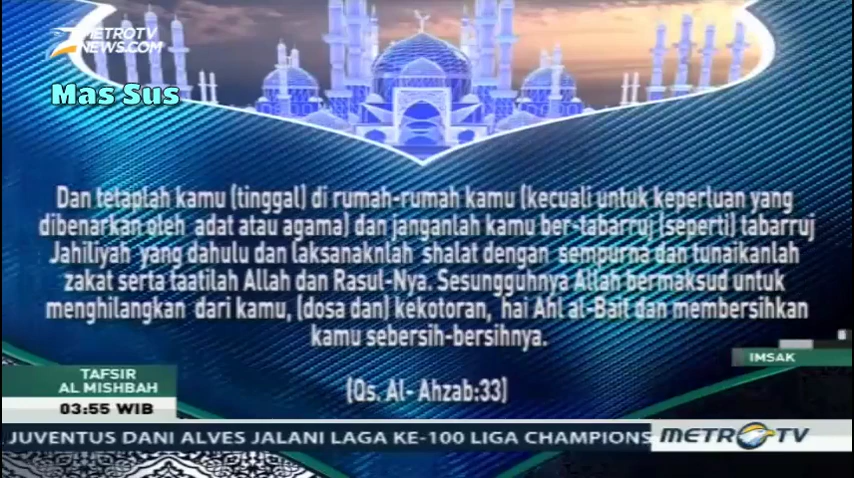 METROTV
NEWS.COM
Mas Sus
Dan tetaplah kamu (tinggal) di rumah-rumah kamu (kecuali untuk keperluan yang
dibenarkan oleh adat atau agama) dan janganlah kamu ber-tabarruj (seperti) tabarruj
Jahiliyah yang dahulu dan laksanaknlah shalat dengan sempurna dan tunaikanlah
zakat serta taatilah Allah dan Rasul-Nya. Sesungguhnya Allah bermaksud untuk
menghilangkan dari kamu, (dosa dan) kekotoran, hai Ahl al-Bait dan membersihkan
kamu sebersih-bersihnya.
(Qs. Al- Ahzab:33)
IMSAK
TAFSIR
AL MISHBAH
03:55 WIB
JUVENTUS DANI ALVES JALANI LAGA KE-100 LIGA CHAMPIONS
METRO TV